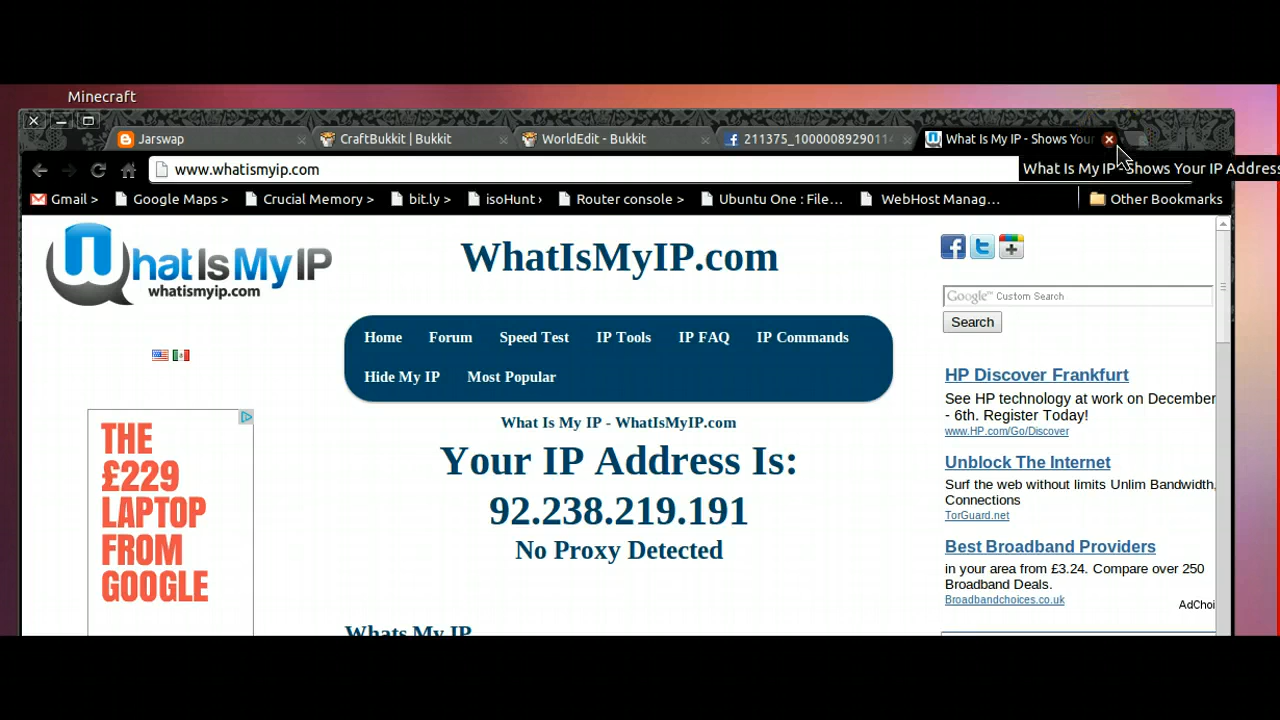 Minecraft
Jarswap
CraftBukkit | Bukkit
WorldEdit - Bukkit
211375_10000089290114
What Is My IP - Shows Your
www.whatismyip.com
What Is My IP - Shows Your IP Address
Gmail >
Google Maps >
Crucial Memory >
bit.ly >
isoHunt ›
Router console >
Ubuntu One : File...
WebHost Manag...
Other Bookmarks
WhatIsMyIP
whatismyip.com
WhatIsMyIP.com
Google™ Custom Search
Search
Home
Forum
Speed Test
IP Tools
IP FAQ
IP Commands
Hide My IP
Most Popular
What Is My IP - WhatIsMyIP.com
Your IP Address Is:
92.238.219.191
No Proxy Detected
Whats My IP
THE
£229
LAPTOP
FROM
GOOGLE
HP Discover Frankfurt
See HP technology at work on December
- 6th. Register Today!
www.HP.com/Go/Discover
Unblock The Internet
Surf the web without limits Unlim Bandwidth,
Connections
TorGuard.net
Best Broadband Providers
in your area from £3.24. Compare over 250
Broadband Deals.
Broadbandchoices.co.uk
AdChoi